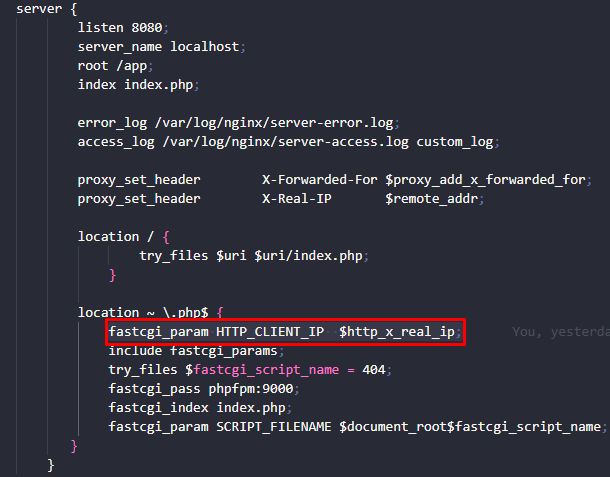 server {
listen 8080;
server_name localhost;
root /app;
index index.php;
error_log /var/log/nginx/server-error.log;
access_log /var/log/nginx/server-access.log custom_log;
proxy_set_header X-Forwarded-For $proxy_add_x_forwarded_for;
proxy_set_header X-Real-IP $remote_addr;
location / {
try_files $uri $uri/index.php;
}
location ~ \.php$ {
fastcgi_param HTTP_CLIENT_IP $http_x_real_ip; You, yesterda
include fastcgi_params;
try_files $fastcgi_script_name = 404;
fastcgi_pass phpfpm:9000;
fastcgi_index index.php;
fastcgi_param SCRIPT_FILENAME $document_root$fastcgi_script_name;
}
}